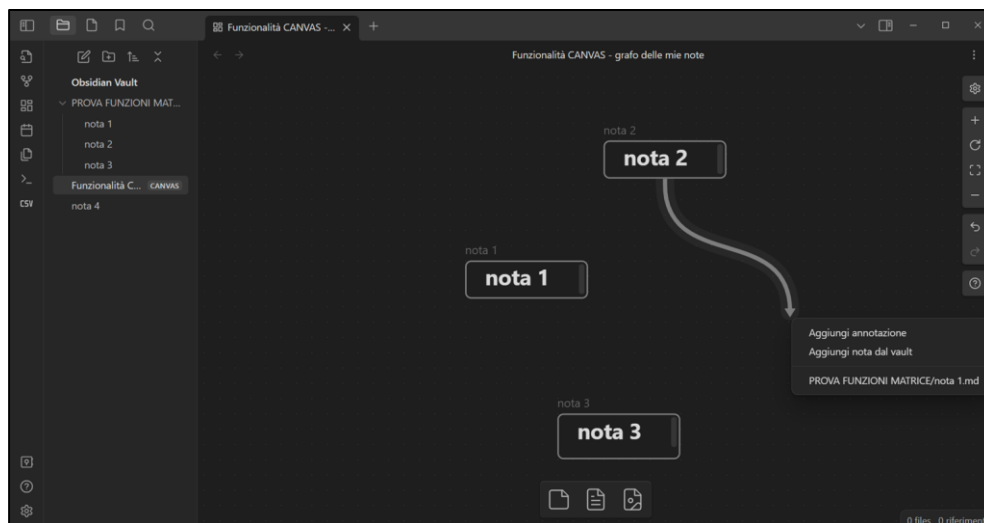 Funzionalità CANVAS -...
Obsidian Vault
PROVA FUNZIONI MAT...
nota 1
nota 2
nota 3
Funzionalità C... CANVAS
nota 4
CSV
Funzionalità CANVAS - grafo delle mie note
nota 2
nota 2
nota 1
nota 1
nota 3
nota 3
Aggiungi annotazione
Aggiungi nota dal vault
PROVA FUNZIONI MATRICE/nota 1.md
0 files 0 riferiment